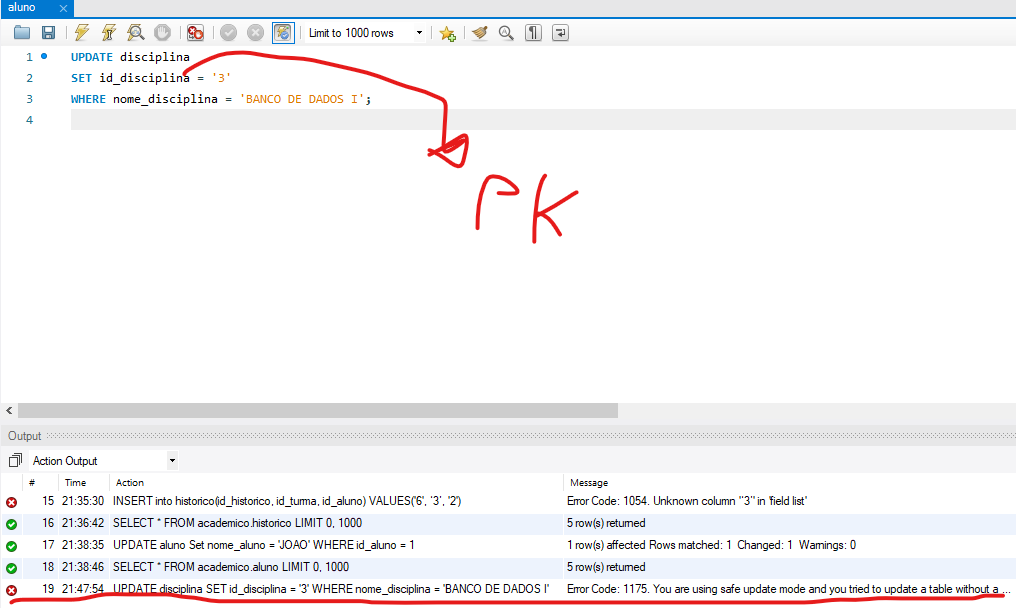 aluno
Limit to 1000 rows
1 UPDATE disciplina
2 SET id_disciplina = '3'
3 WHERE nome_disciplina = 'BANCO DE DADOS I';
4
PK
Output
Action Output
# Time Action Message
15 21:35:30 INSERT into historico(id_historico, id_turma, id_aluno) VALUES('6', ‘3’, '2') Error Code: 1054. Unknown column '‘3’' in 'field list'
16 21:36:42 SELECT * FROM academico.historico LIMIT 0, 1000 5 row(s) returned
17 21:38:35 UPDATE aluno Set nome_aluno = 'JOAO' WHERE id_aluno = 1 1 row(s) affected Rows matched: 1 Changed: 1 Warnings: 0
18 21:38:46 SELECT * FROM academico.aluno LIMIT 0, 1000 5 row(s) returned
19 21:47:54 UPDATE disciplina SET id_disciplina = '3' WHERE nome_disciplina = 'BANCO DE DADOS I' Error Code: 1175. You are using safe update mode and you tried to update a table without a ...